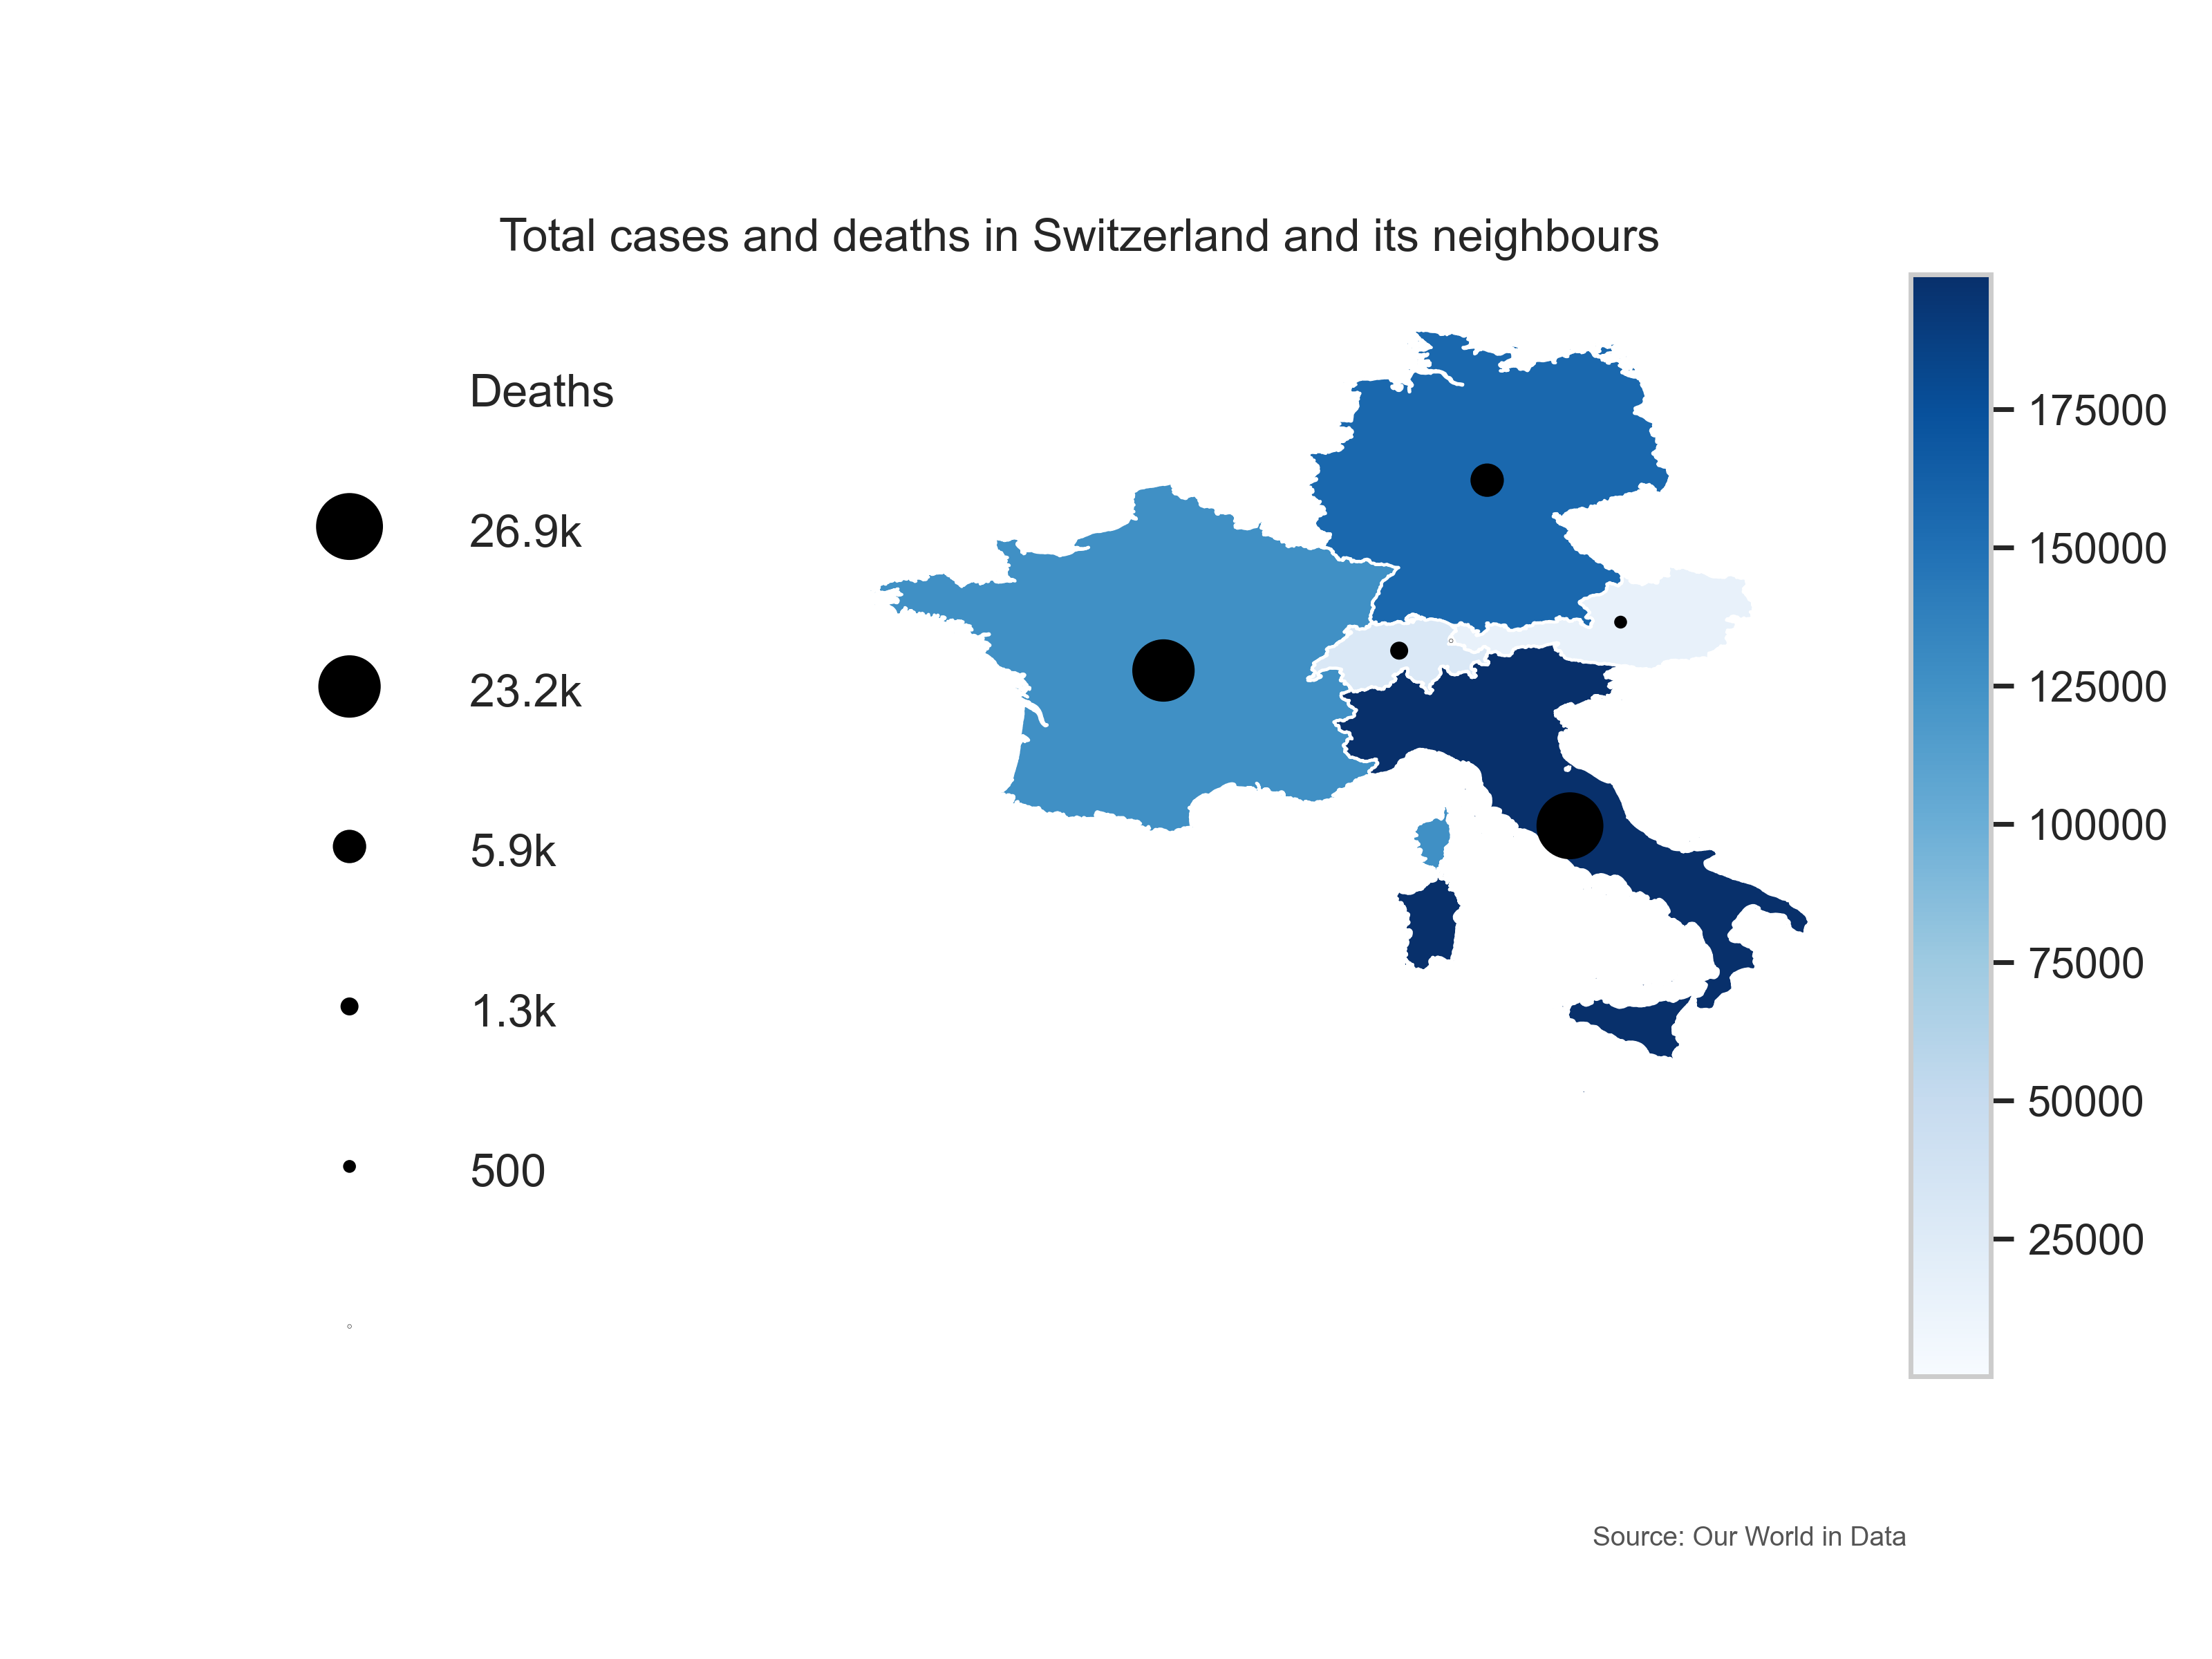 Total cases and deaths in Switzerland and its neighbours
Deaths
26.9k
23.2k
5.9k
1.3k
500
175000
150000
125000
100000
75000
50000
25000
Source: Our World in Data